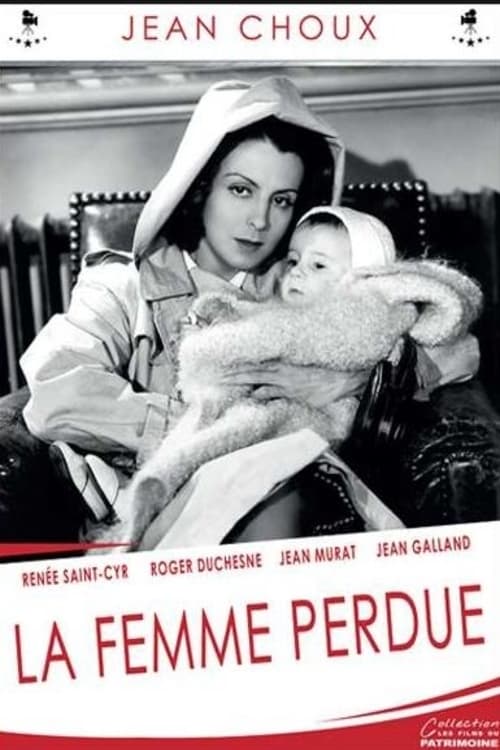 JEAN CHOUX
RENÉE SAINT-CYR ROGER DUCHESNE JEAN MURAT JEAN GALLAND
LA FEMME PERDUE
Collection
LES FILMS DU
PATRIMOINE